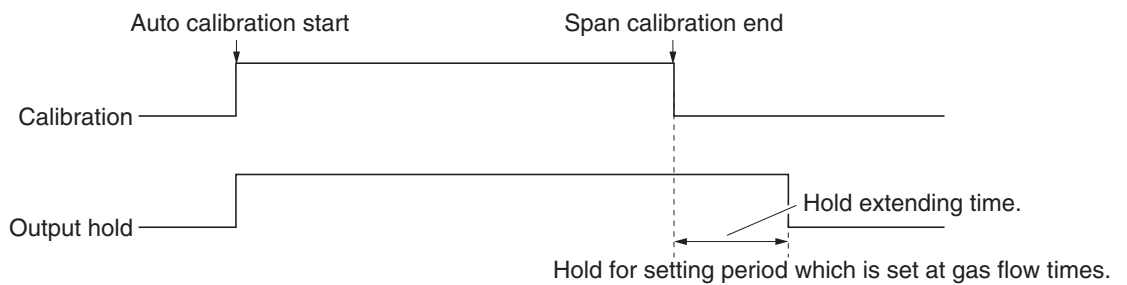 Auto calibration start
Span calibration end
Calibration
Output hold
Hold extending time.
Hold for setting period which is set at gas flow times.